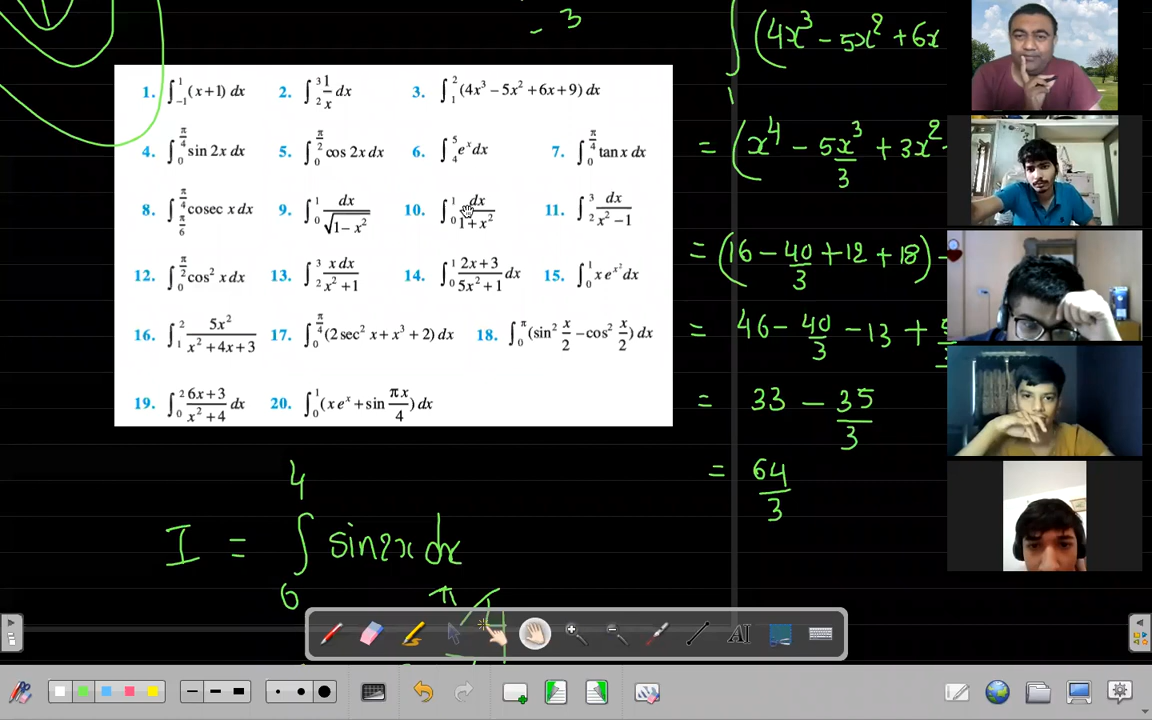 - 3
∫ (4x³ - 5x² + 6x
1
= (x⁴ - 5x³/3 + 3x²
= (16 - 40/3 + 12 + 18) -
= 46 - 40/3 - 13 + 5/3
= 33 - 35/3
= 64/3
1. ∫₋₁¹ (x+1) dx 2. ∫₂³ 1/x dx 3. ∫₁² (4x³ – 5x² + 6x + 9) dx
4. ∫₀^(π/4) sin 2x dx 5. ∫₀^(π/2) cos 2x dx 6. ∫₄⁵ eˣ dx 7. ∫₀^(π/4) tan x dx
8. ∫_(π/6)^(π/4) cosec x dx 9. ∫₀¹ dx/√(1–x²) 10. ∫₀¹ dx/(1+x²) 11. ∫₂³ dx/(x²–1)
12. ∫₀^(π/2) cos² x dx 13. ∫₂³ x dx/(x²+1) 14. ∫₀¹ (2x+3)/(5x²+1) dx 15. ∫₀¹ x e^(x²) dx
16. ∫₁² 5x²/(x²+4x+3) 17. ∫₀^(π/4) (2 sec² x + x³ + 2) dx 18. ∫₀^π (sin² x/2 – cos² x/2) dx
19. ∫₀² (6x+3)/(x²+4) dx 20. ∫₀¹ (x eˣ + sin πx/4) dx
4
I = ∫ sin2x dx
0
π
AI